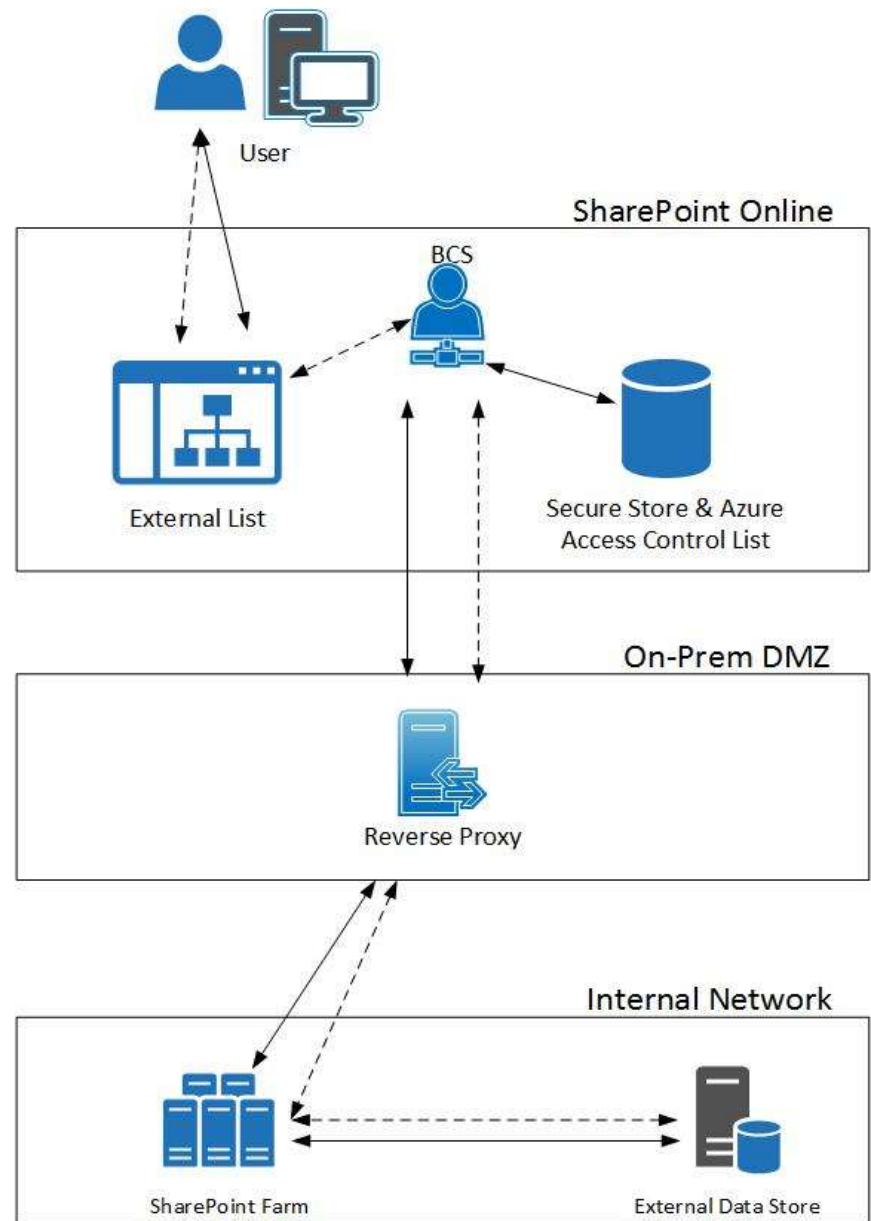 User
SharePoint Online
BCS
External List
Secure Store & Azure
Access Control List
On-Prem DMZ
Reverse Proxy
Internal Network
SharePoint Farm
External Data Store